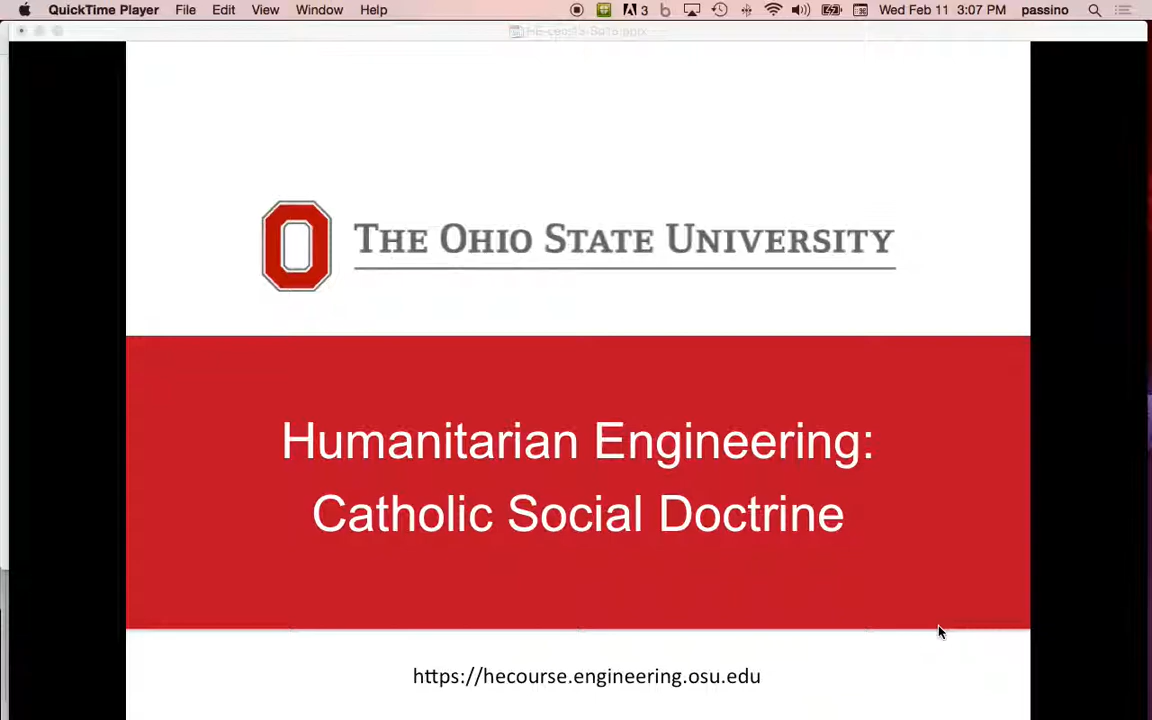 QuickTime Player File Edit View Window Help 3 Wed Feb 11 3:07 PM passino
THE OHIO STATE UNIVERSITY
Humanitarian Engineering:
Catholic Social Doctrine
https://hecourse.engineering.osu.edu